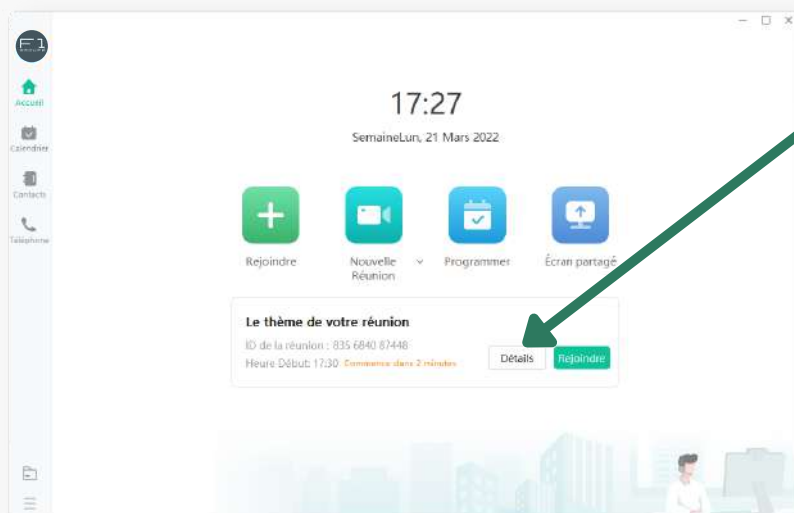 F1
Accueil
Calendrier
Contacts
Téléphone
17:27
SemaineLun, 21 Mars 2022
Rejoindre
Nouvelle
Réunion
Programmer
Écran partagé
Le thème de votre réunion
ID de la réunion : 835 6840 87448
Heure Début: 17:30 Commence dans 2 minutes
Détails
Rejoindre